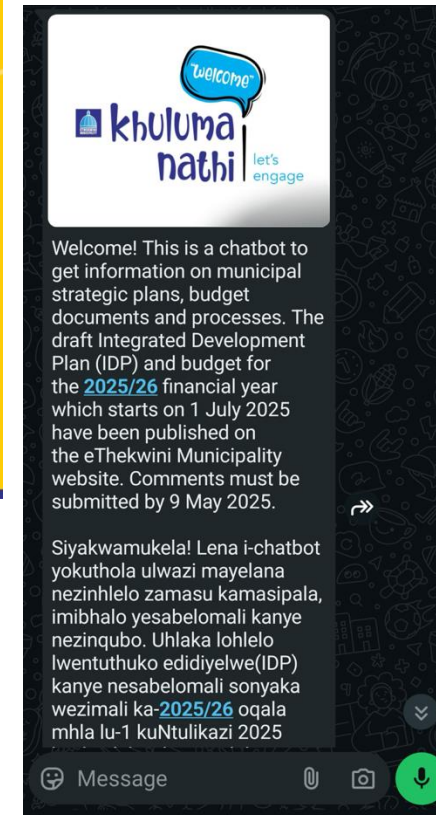 "Welcome"
khuluma
nathi
let's
engage
Welcome! This is a chatbot to
get information on municipal
strategic plans, budget
documents and processes. The
draft Integrated Development
Plan (IDP) and budget for
the 2025/26 financial year
which starts on 1 July 2025
have been published on
the eThekwini Municipality
website. Comments must be
submitted by 9 May 2025.
Siyakwamukela! Lena i-chatbot
yokuthola ulwazi mayelana
nezinhlelo zamasu kamasipala,
imibhalo yesabelomali kanye
nezinqubo. Uhlaka lohlelo
lwentuthuko edidiyelwe(IDP)
kanye nesabelomali sonyaka
wezimali ka-2025/26 oqala
mhla lu-1 kuNtulikazi 2025
Message